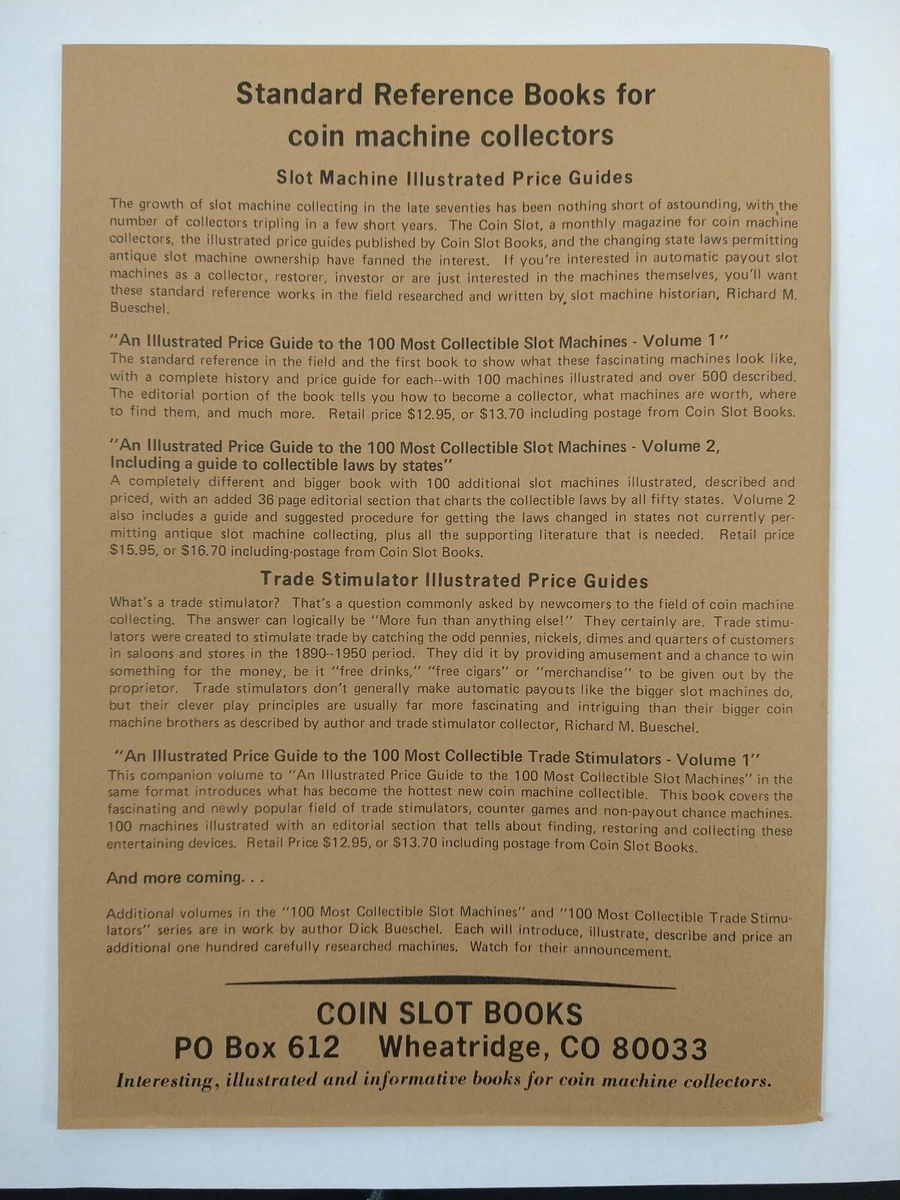 Standard Reference Books for
coin machine collectors
Slot Machine Illustrated Price Guides
The growth of slot machine collecting in the late seventies has been nothing short of astounding, with the
number of collectors tripling in a few short years. The Coin Slot, a monthly magazine for coin machine
collectors, the illustrated price guides published by Coin Slot Books, and the changing state laws permitting
antique slot machine ownership have fanned the interest. If you're interested in automatic payout slot
machines as a collector, restorer, investor or are just interested in the machines themselves, you'll want
these standard reference works in the field researched and written by slot machine historian, Richard M.
Bueschel.
"An Illustrated Price Guide to the 100 Most Collectible Slot Machines - Volume 1"
The standard reference in the field and the first book to show what these fascinating machines look like,
with a complete history and price guide for each--with 100 machines illustrated and over 500 described.
The editorial portion of the book tells you how to become a collector, what machines are worth, where
to find them, and much more. Retail price $12.95, or $13.70 including postage from Coin Slot Books.
"An Illustrated Price Guide to the 100 Most Collectible Slot Machines - Volume 2,
Including a guide to collectible laws by states"
A completely different and bigger book with 100 additional slot machines illustrated, described and
priced, with an added 36 page editorial section that charts the collectible laws by all fifty states. Volume 2
also includes a guide and suggested procedure for getting the laws changed in states not currently per-
mitting antique slot machine collecting, plus all the supporting literature that is needed. Retail price
$15.95, or $16.70 including postage from Coin Slot Books.
Trade Stimulator Illustrated Price Guides
What's a trade stimulator? That's a question commonly asked by newcomers to the field of coin machine
collecting. The answer can logically be "More fun than anything else!" They certainly are. Trade stimu-
lators were created to stimulate trade by catching the odd pennies, nickels, dimes and quarters of customers
in saloons and stores in the 1890--1950 period. They did it by providing amusement and a chance to win
something for the money, be it "free drinks," "free cigars" or "merchandise" to be given out by the
proprietor. Trade stimulators don't generally make automatic payouts like the bigger slot machines do,
but their clever play principles are usually far more fascinating and intriguing than their bigger coin
machine brothers as described by author and trade stimulator collector, Richard M. Bueschel.
"An Illustrated Price Guide to the 100 Most Collectible Trade Stimulators - Volume 1"
This companion volume to "An Illustrated Price Guide to the 100 Most Collectible Slot Machines" in the
same format introduces what has become the hottest new coin machine collectible. This book covers the
fascinating and newly popular field of trade stimulators, counter games and non-payout chance machines.
100 machines illustrated with an editorial section that tells about finding, restoring and collecting these
entertaining devices. Retail Price $12.95, or $13.70 including postage from Coin Slot Books.
And more coming. . .
Additional volumes in the "100 Most Collectible Slot Machines" and "100 Most Collectible Trade Stimu-
lators" series are in work by author Dick Bueschel. Each will introduce, illustrate, describe and price an
additional one hundred carefully researched machines. Watch for their announcement.
COIN SLOT BOOKS
PO Box 612 Wheatridge, CO 80033
Interesting, illustrated and informative books for coin machine collectors.